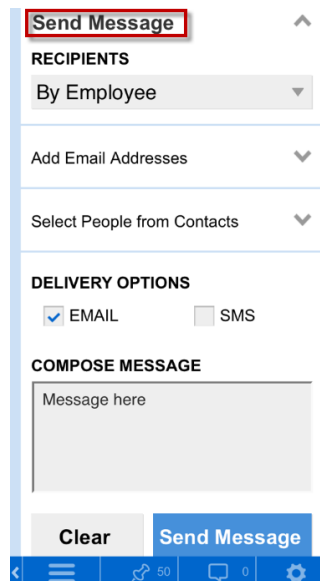 Send Message
RECIPIENTS
By Employee
Add Email Addresses
Select People from Contacts
DELIVERY OPTIONS
EMAIL SMS
COMPOSE MESSAGE
Message here
Clear Send Message
50 0